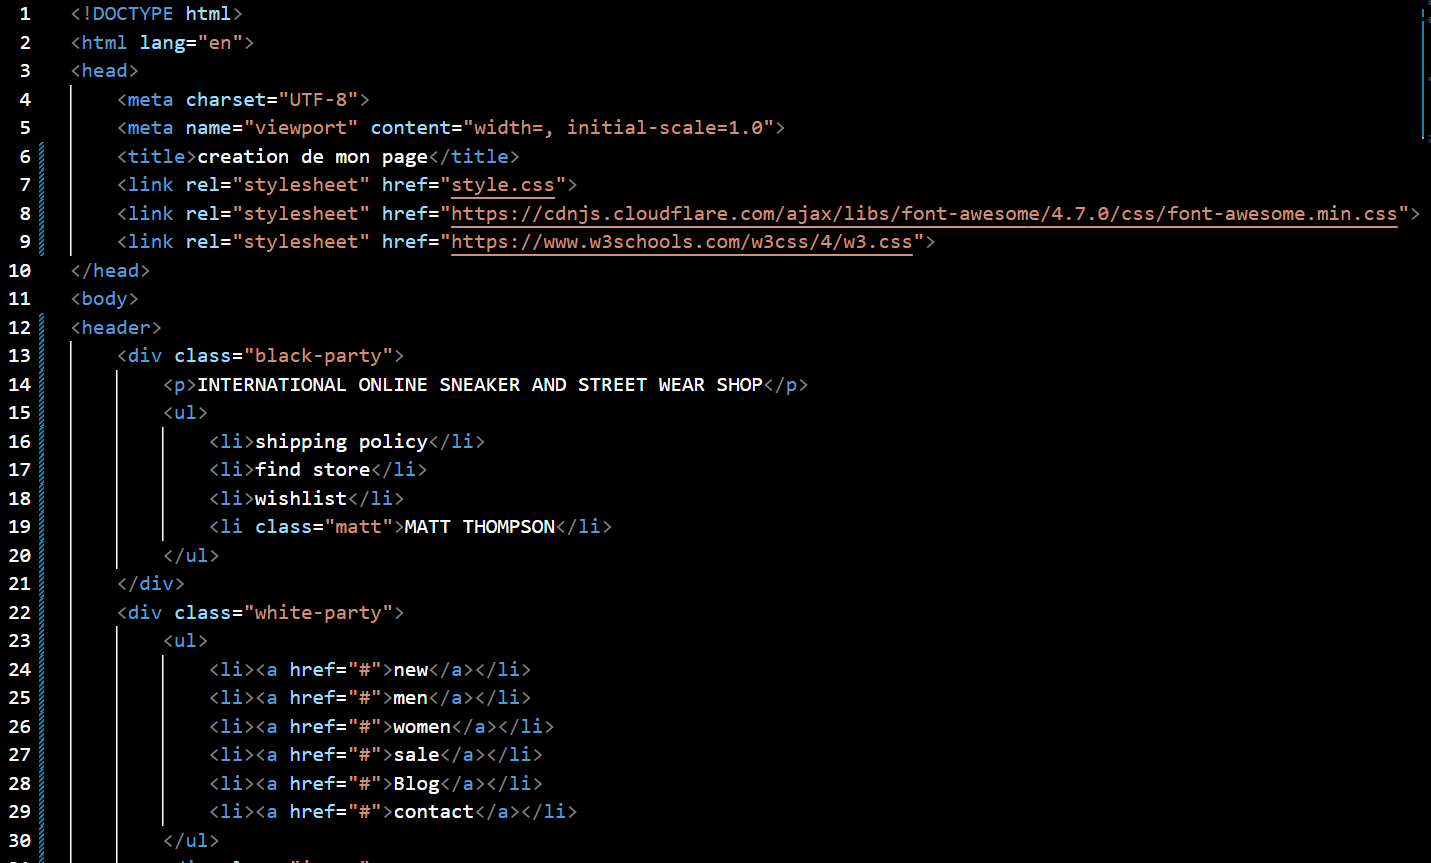 1 <!DOCTYPE html>
2 <html lang="en">
3 <head>
4     <meta charset="UTF-8">
5     <meta name="viewport" content="width=, initial-scale=1.0">
6     <title>creation de mon page</title>
7     <link rel="stylesheet" href="style.css">
8     <link rel="stylesheet" href="https://cdnjs.cloudflare.com/ajax/libs/font-awesome/4.7.0/css/font-awesome.min.css">
9     <link rel="stylesheet" href="https://www.w3schools.com/w3css/4/w3.css">
10 </head>
11 <body>
12 <header>
13     <div class="black-party">
14         <p>INTERNATIONAL ONLINE SNEAKER AND STREET WEAR SHOP</p>
15         <ul>
16             <li>shipping policy</li>
17             <li>find store</li>
18             <li>wishlist</li>
19             <li class="matt">MATT THOMPSON</li>
20         </ul>
21     </div>
22     <div class="white-party">
23         <ul>
24             <li><a href="#">new</a></li>
25             <li><a href="#">men</a></li>
26             <li><a href="#">women</a></li>
27             <li><a href="#">sale</a></li>
28             <li><a href="#">Blog</a></li>
29             <li><a href="#">contact</a></li>
30         </ul>